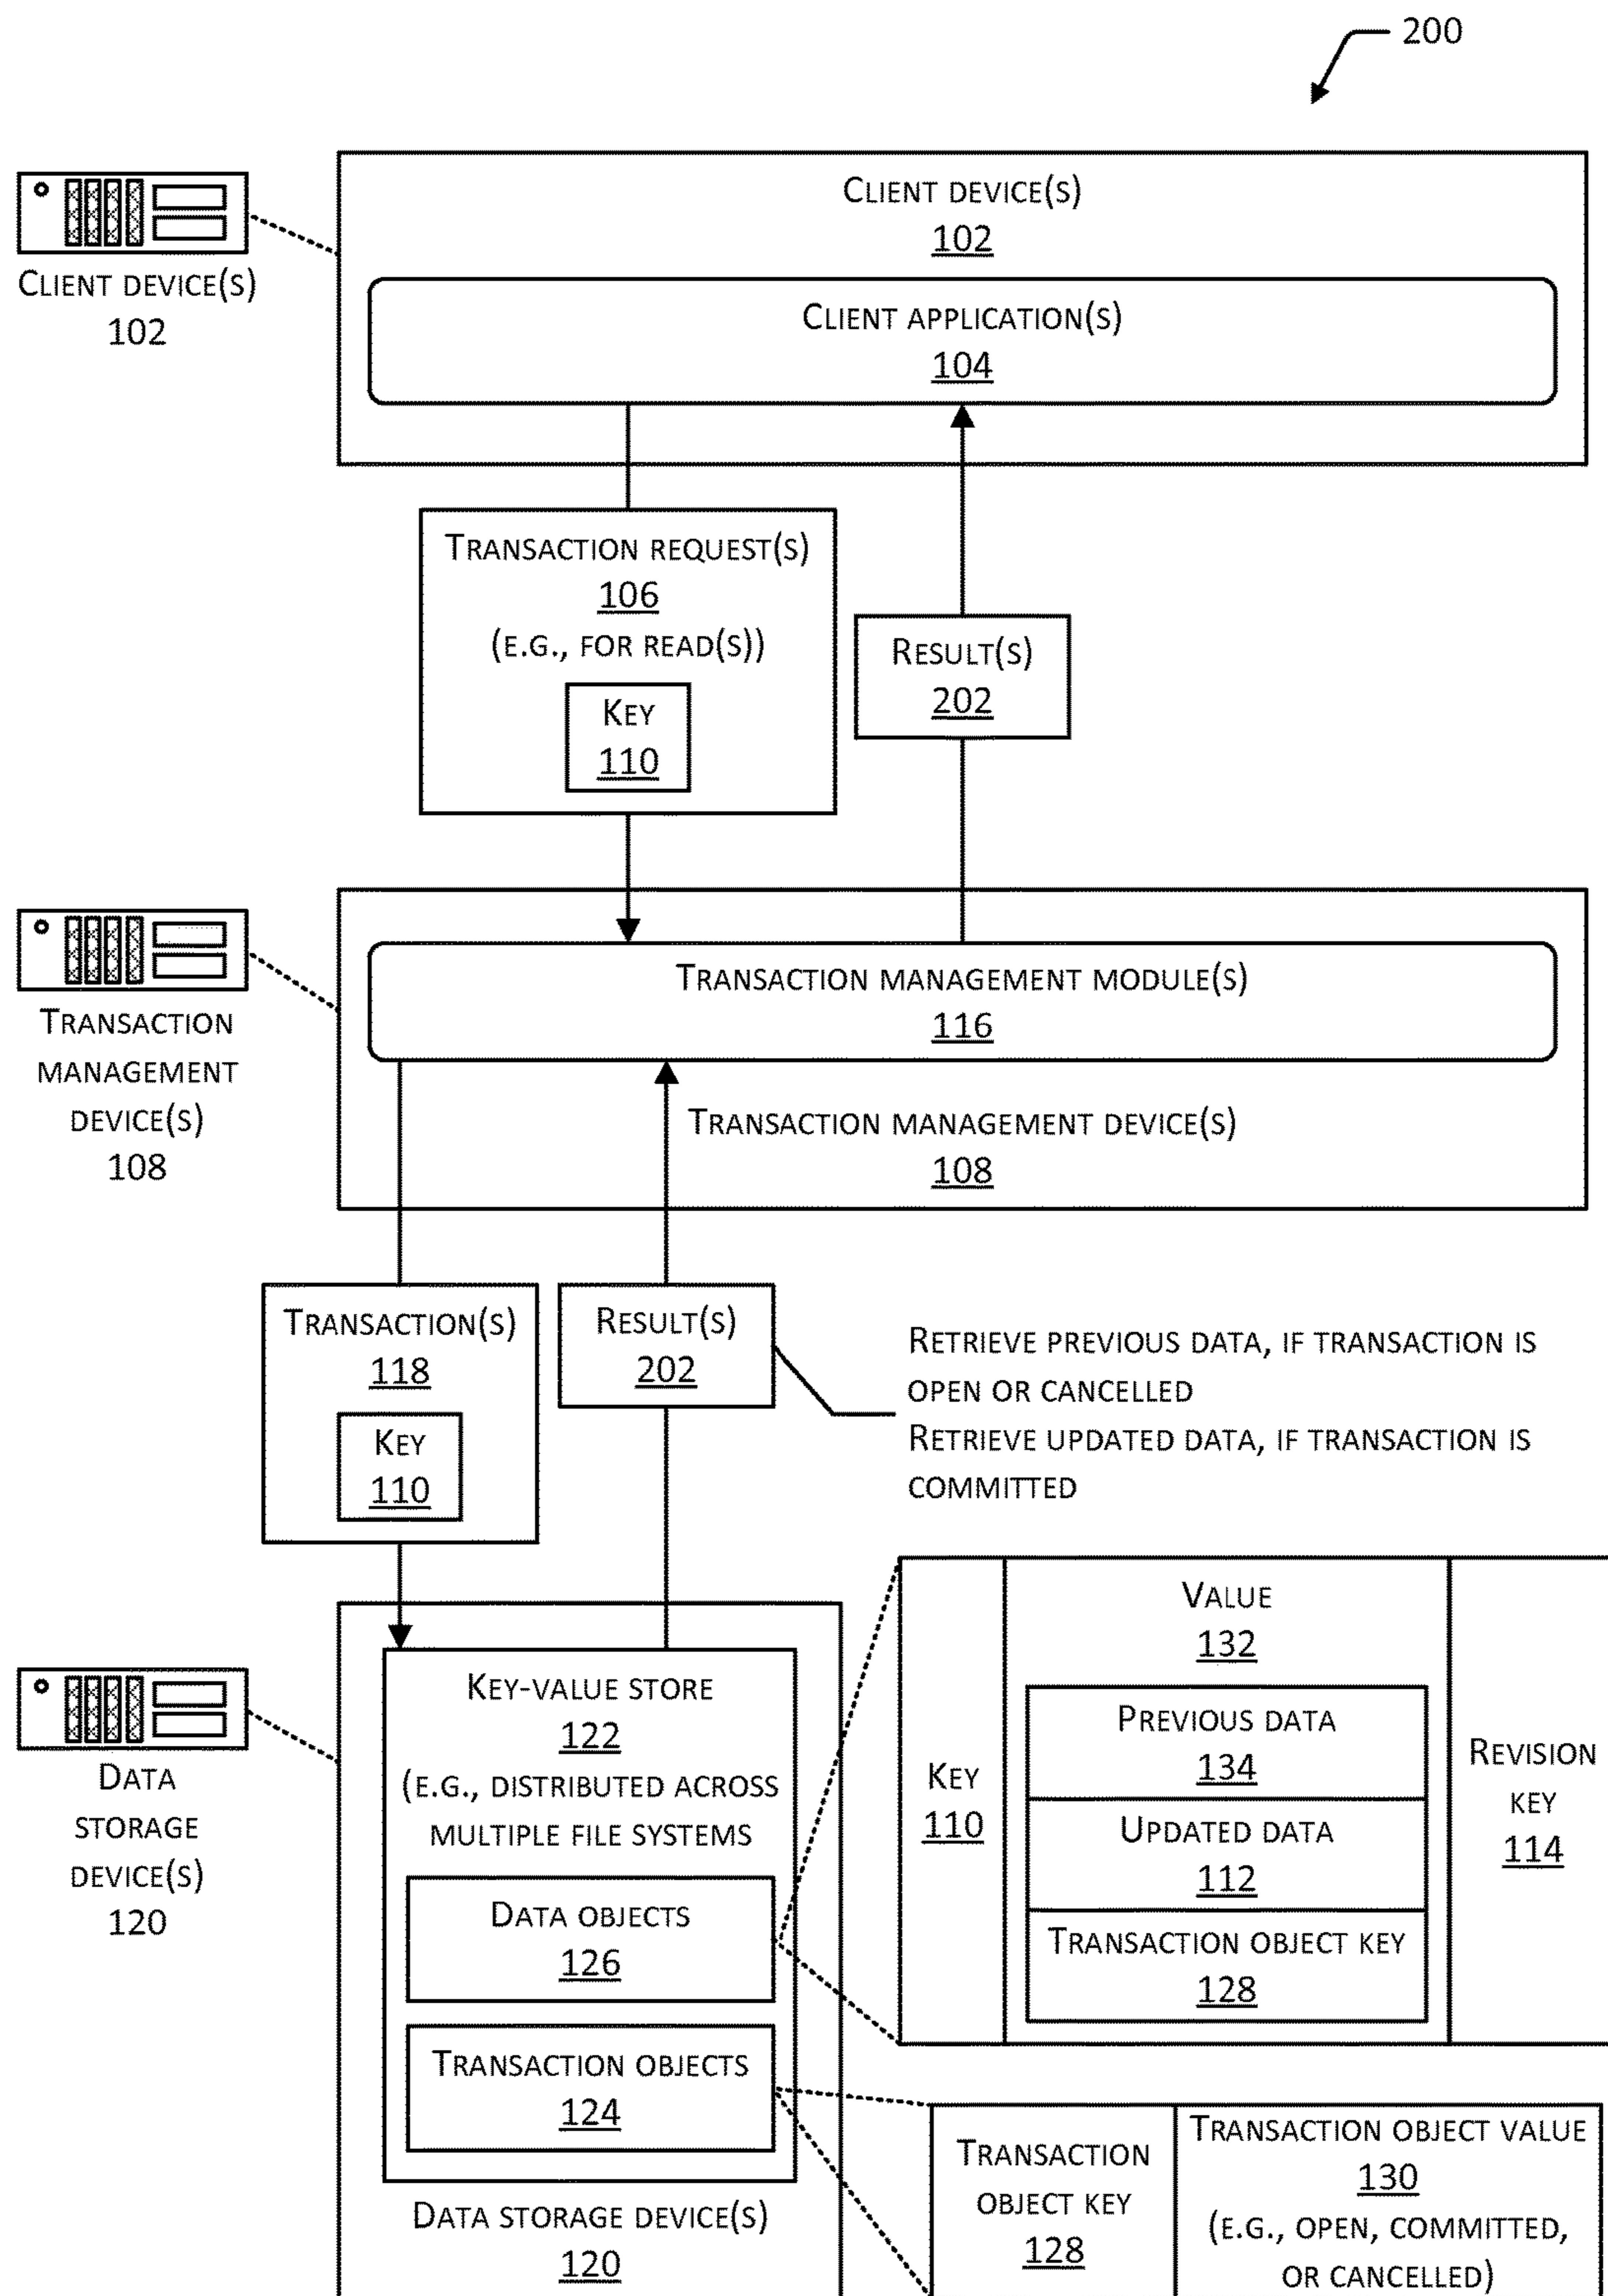 200
CLIENT DEVICE(S)
102
CLIENT DEVICE(S)
102
CLIENT APPLICATION(S)
104
TRANSACTION REQUEST(S)
106
(E.G., FOR READ(S))
KEY
110
RESULT(S)
202
TRANSACTION
MANAGEMENT
DEVICE(S)
108
TRANSACTION MANAGEMENT MODULE(S)
116
TRANSACTION MANAGEMENT DEVICE(S)
108
TRANSACTION(S)
118
KEY
110
RESULT(S)
202
RETRIEVE PREVIOUS DATA, IF TRANSACTION IS
OPEN OR CANCELLED
RETRIEVE UPDATED DATA, IF TRANSACTION IS
COMMITTED
DATA
STORAGE
DEVICE(S)
120
KEY-VALUE STORE
122
(E.G., DISTRIBUTED ACROSS
MULTIPLE FILE SYSTEMS
DATA OBJECTS
126
TRANSACTION OBJECTS
124
DATA STORAGE DEVICE(S)
120
KEY
110
VALUE
132
PREVIOUS DATA
134
UPDATED DATA
112
TRANSACTION OBJECT KEY
128
REVISION
KEY
114
TRANSACTION
OBJECT KEY
128
TRANSACTION OBJECT VALUE
130
(E.G., OPEN, COMMITTED,
OR CANCELLED)